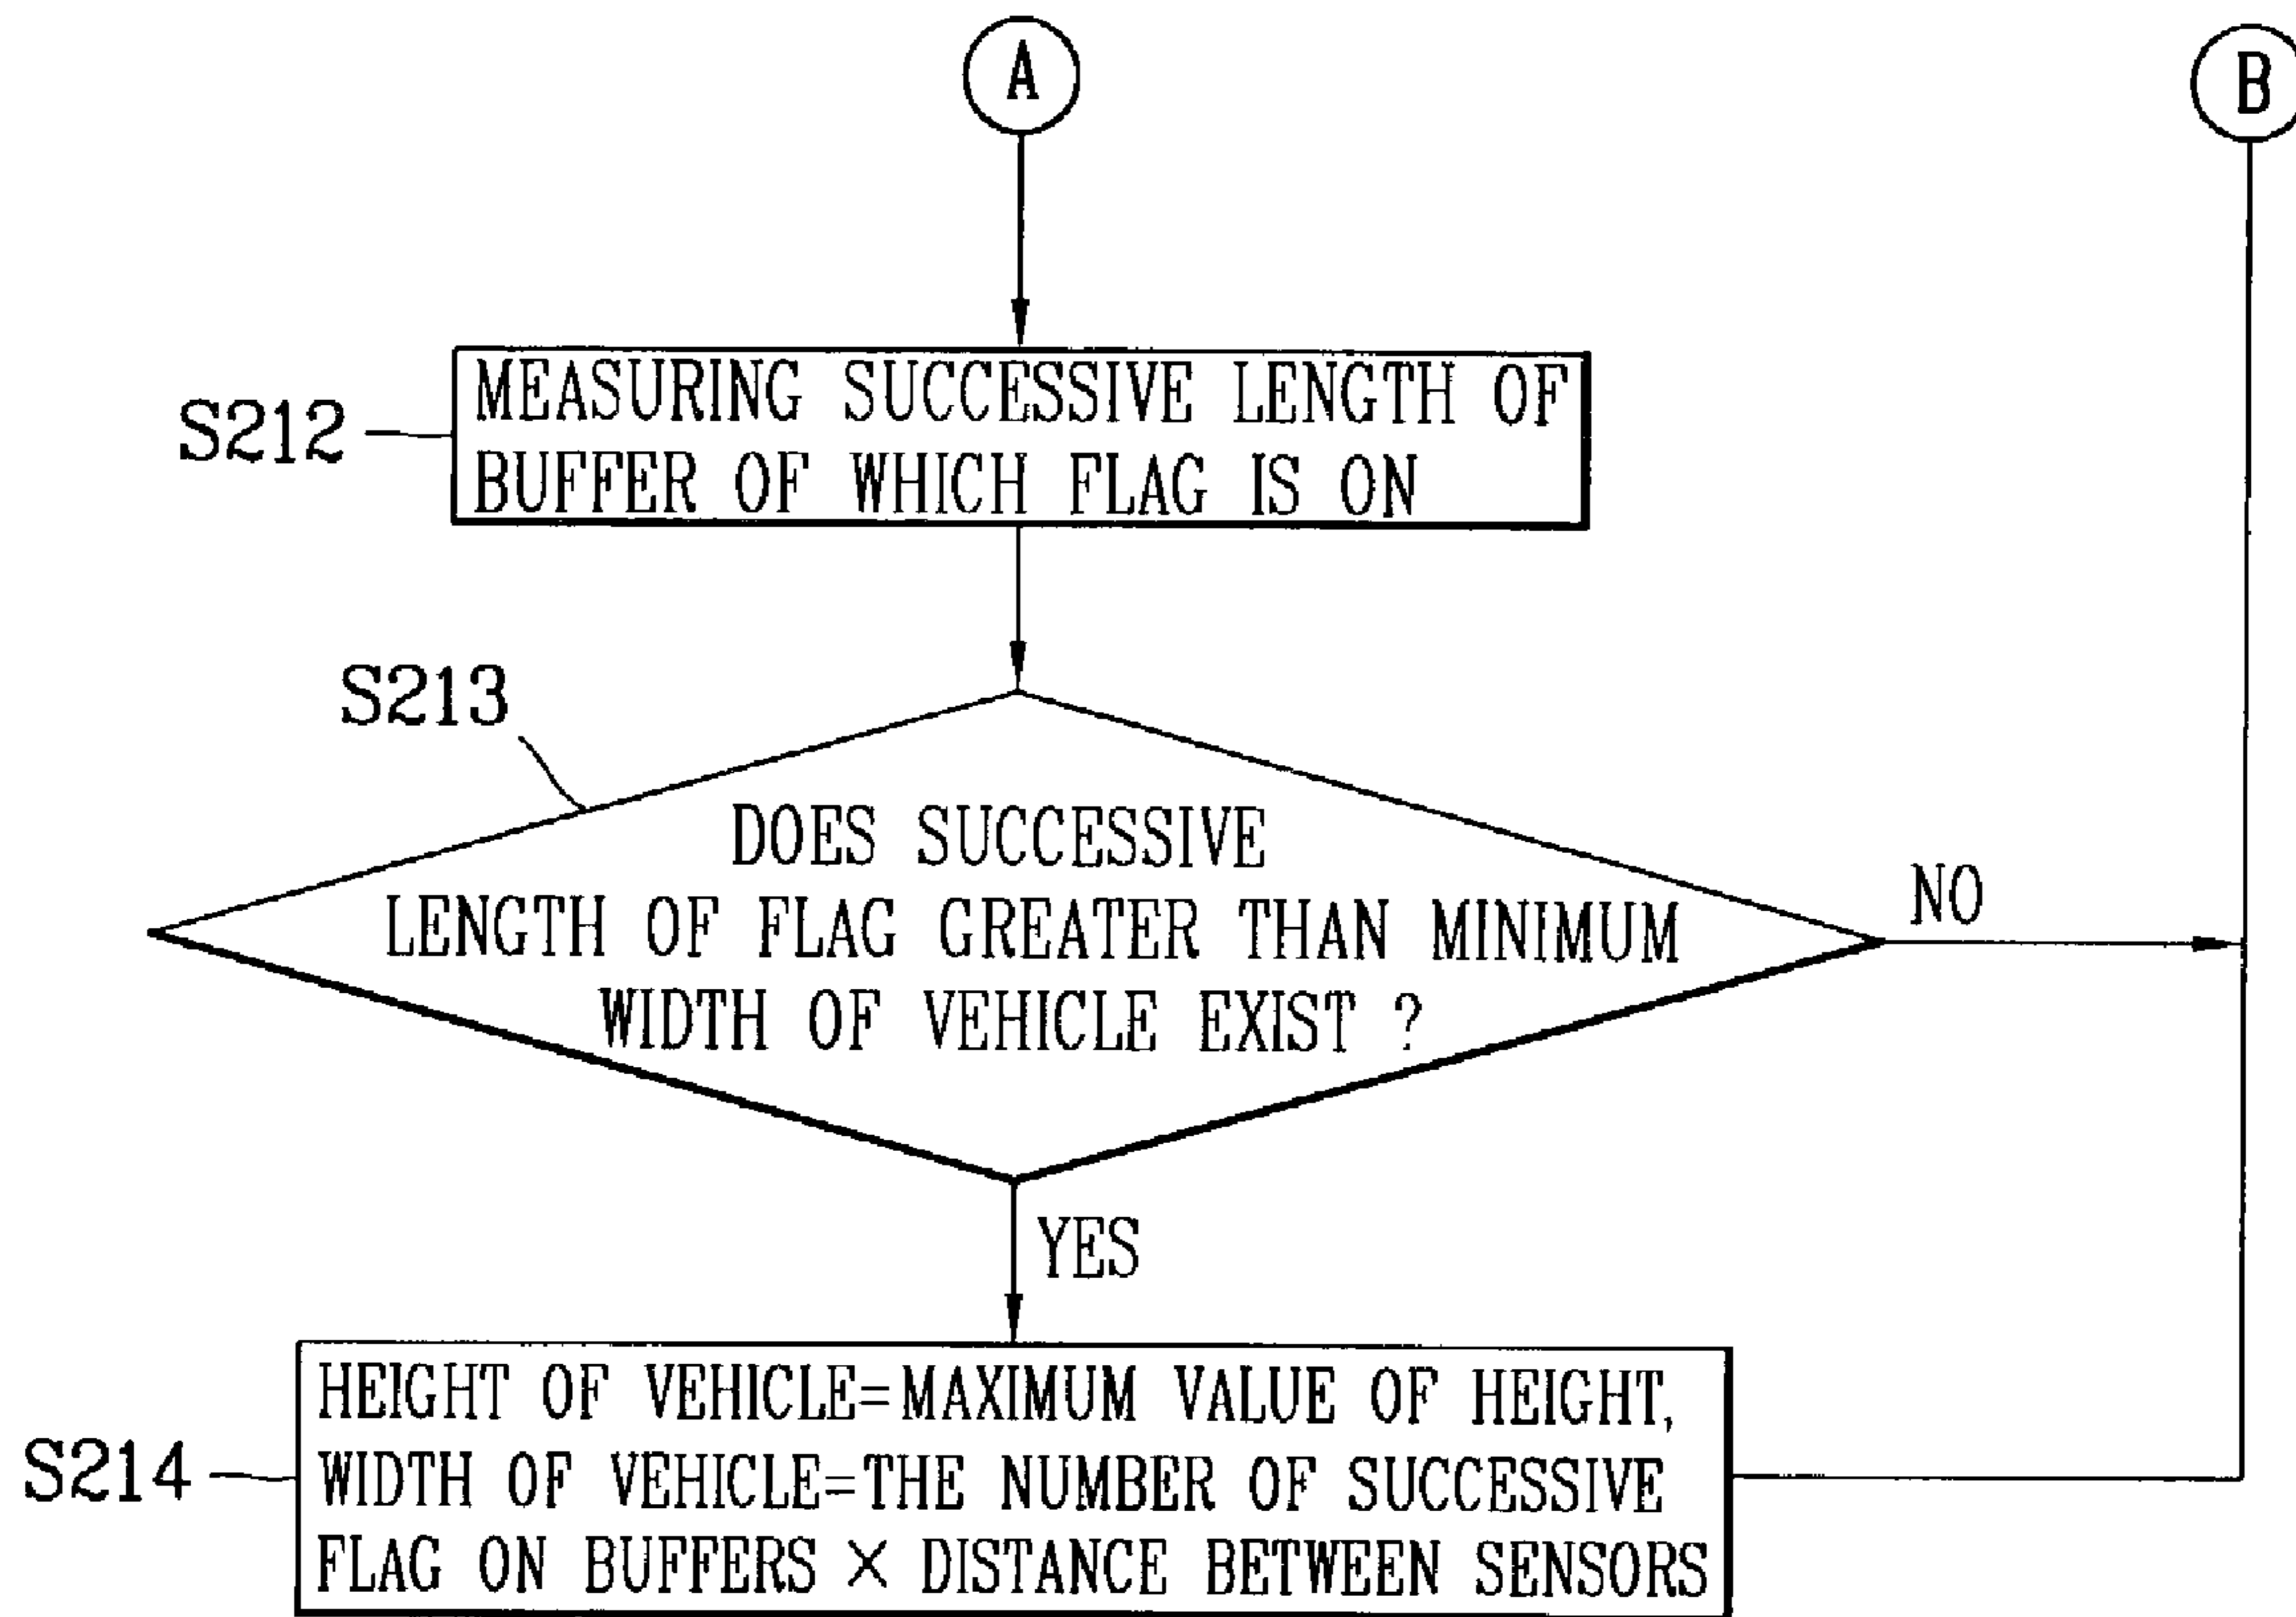 A
B
S212
MEASURING SUCCESSIVE LENGTH OF
BUFFER OF WHICH FLAG IS ON
S213
DOES SUCCESSIVE
LENGTH OF FLAG GREATER THAN MINIMUM
WIDTH OF VEHICLE EXIST ?
NO
YES
S214
HEIGHT OF VEHICLE=MAXIMUM VALUE OF HEIGHT,
WIDTH OF VEHICLE=THE NUMBER OF SUCCESSIVE
FLAG ON BUFFERS × DISTANCE BETWEEN SENSORS